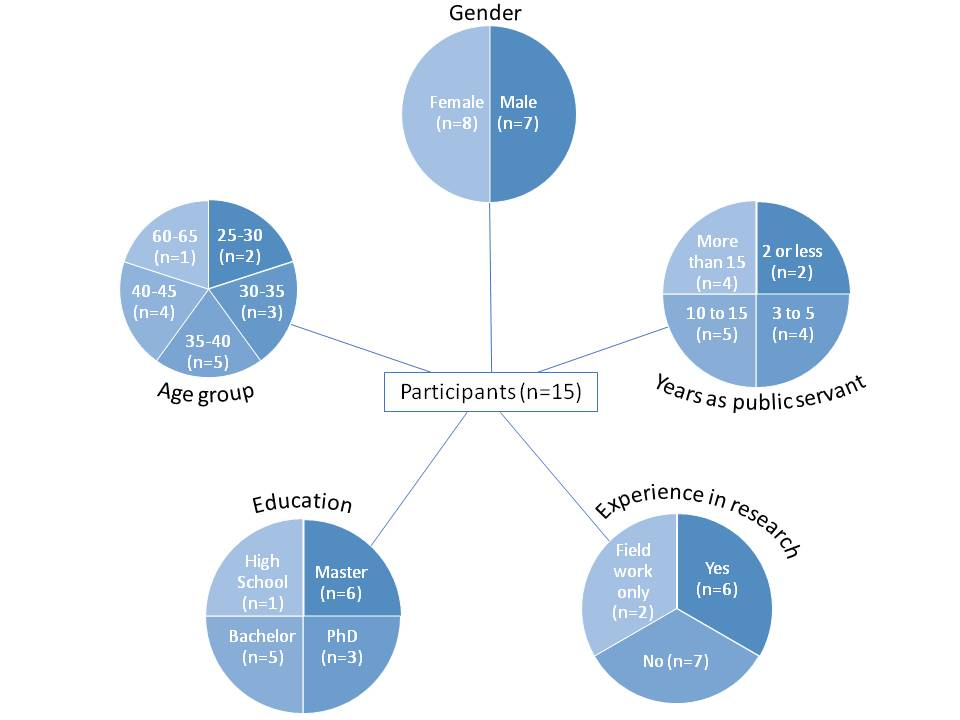 Gender
Female
(n=8)
Male
(n=7)
60-65
(n=1)
25-30
(n=2)
40-45
(n=4)
30-35
(n=3)
35-40
(n=5)
Age group
More
than 15
(n=4)
2 or less
(n=2)
10 to 15
(n=5)
3 to 5
(n=4)
Years as public servant
Participants (n=15)
Education
High
School
(n=1)
Master
(n=6)
Bachelor
(n=5)
PhD
(n=3)
Experience in research
Field
work
only
(n=2)
Yes
(n=6)
No (n=7)